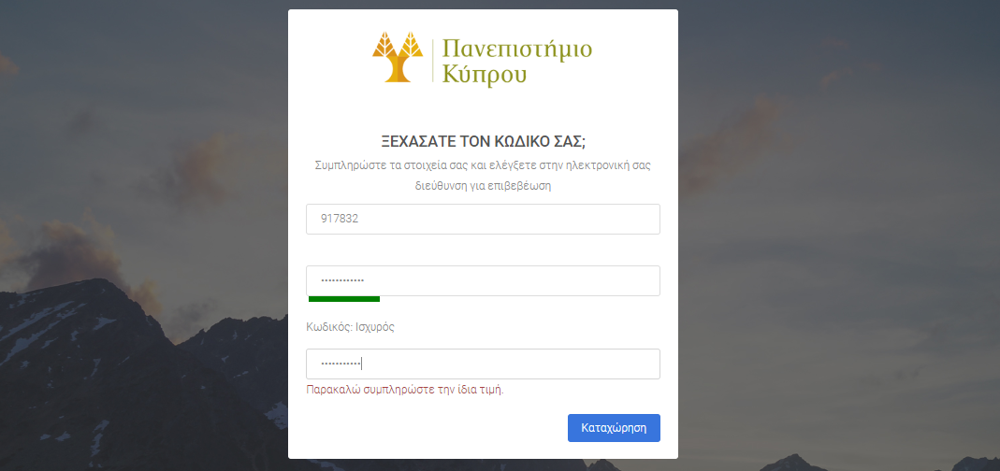 Πανεπιστήμιο
Κύπρου
ΞΕΧΑΣΑΤΕ ΤΟΝ ΚΩΔΙΚΟ ΣΑΣ;
Συμπληρώστε τα στοιχεία σας και ελέγξετε στην ηλεκτρονική σας
διεύθυνση για επιβεβέωση
917832
••••••••••••
Κωδικός: Ισχυρός
•••••••••••
Παρακαλώ συμπληρώστε την ίδια τιμή.
Καταχώρηση